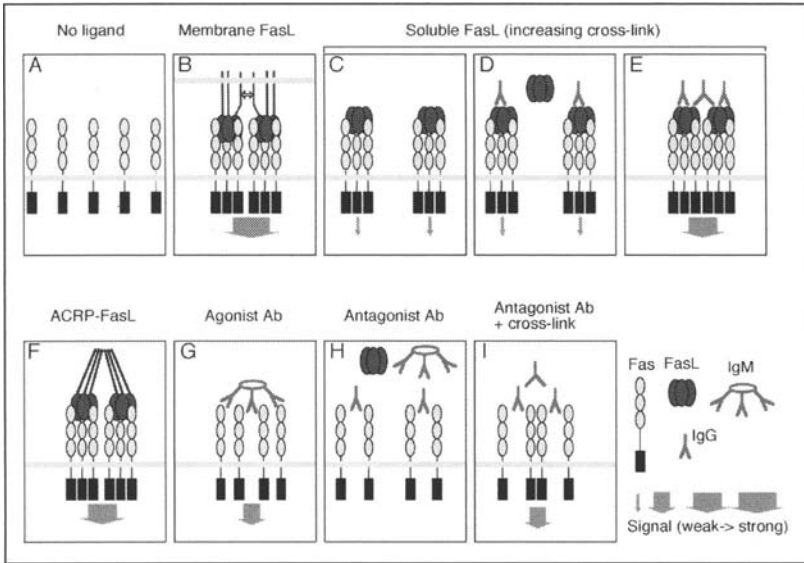 No ligand
Membrane FasL
Soluble FasL (increasing cross-link)
A
B
C
D
E
ACRP-FasL
Agonist Ab
Antagonist Ab
Antagonist Ab
+ cross-link
F
G
H
I
Fas
FasL
IgM
IgG
Signal (weak-> strong)